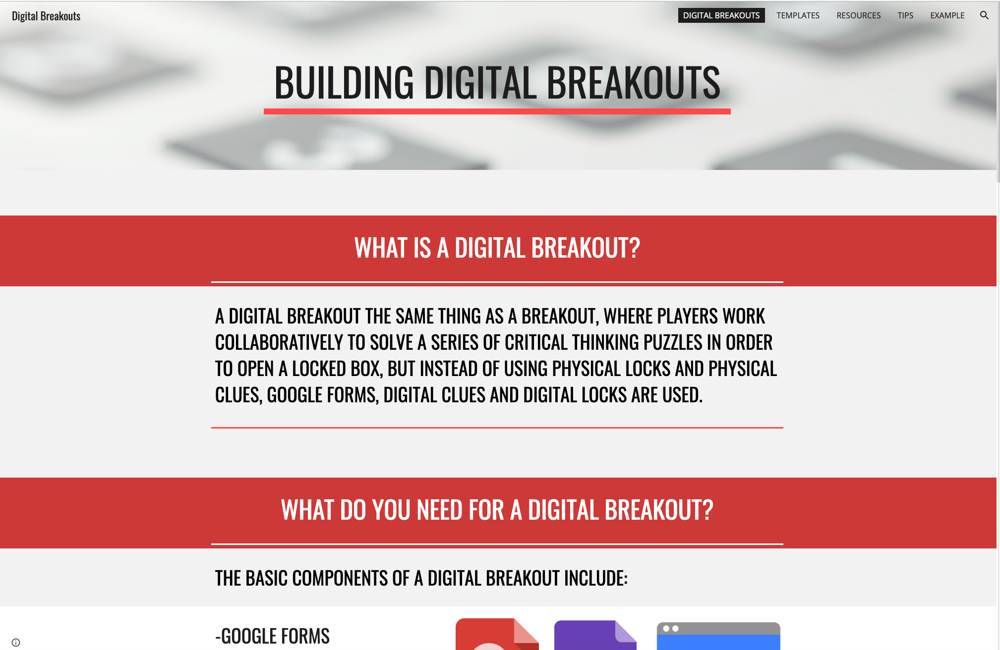 Digital Breakouts
DIGITAL BREAKOUTS TEMPLATES RESOURCES TIPS EXAMPLE
BUILDING DIGITAL BREAKOUTS
WHAT IS A DIGITAL BREAKOUT?
A DIGITAL BREAKOUT THE SAME THING AS A BREAKOUT, WHERE PLAYERS WORK
COLLABORATIVELY TO SOLVE A SERIES OF CRITICAL THINKING PUZZLES IN ORDER
TO OPEN A LOCKED BOX, BUT INSTEAD OF USING PHYSICAL LOCKS AND PHYSICAL
CLUES, GOOGLE FORMS, DIGITAL CLUES AND DIGITAL LOCKS ARE USED.
WHAT DO YOU NEED FOR A DIGITAL BREAKOUT?
THE BASIC COMPONENTS OF A DIGITAL BREAKOUT INCLUDE:
-GOOGLE FORMS